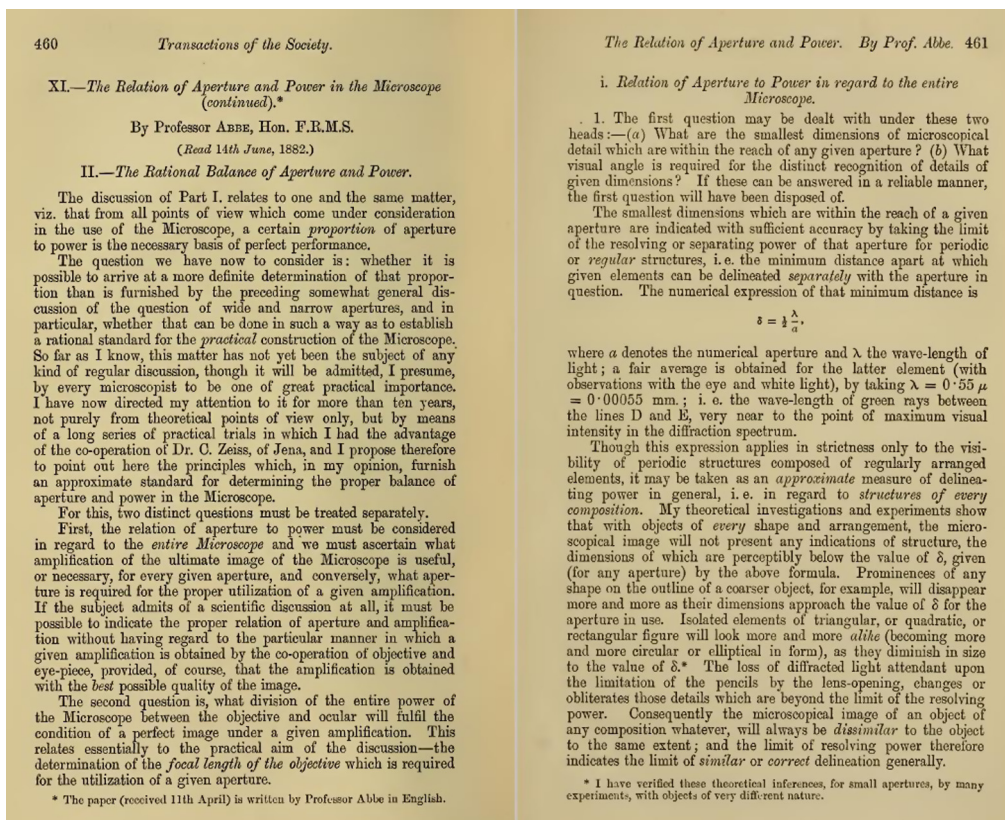 460
Transactions of the Society.
XI.—The Relation of Aperture and Power in the Microscope
(continued).*
By Professor ABBE, Hon. F.R.M.S.
(Read 14th June, 1882.)
II.—The Rational Balance of Aperture and Power.
The discussion of Part I. relates to one and the same matter,
viz. that from all points of view which come under consideration
in the use of the Microscope, a certain proportion of aperture
to power is the necessary basis of perfect performance.
The question we have now to consider is: whether it is
possible to arrive at a more definite determination of that propor-
tion than is furnished by the preceding somewhat general dis-
cussion of the question of wide and narrow apertures, and in
particular, whether that can be done in such a way as to establish
a rational standard for the practical construction of the Microscope.
So far as I know, this matter has not yet been the subject of any
kind of regular discussion, though it will be admitted, I presume,
by every microscopist to be one of great practical importance.
I have now directed my attention to it for more than ten years,
not purely from theoretical points of view only, but by means
of a long series of practical trials in which I had the advantage
of the co-operation of Dr. C. Zeiss, of Jena, and I propose therefore
to point out here the principles which, in my opinion, furnish
an approximate standard for determining the proper balance of
aperture and power in the Microscope.
For this, two distinct questions must be treated separately.
First, the relation of aperture to power must be considered
in regard to the entire Microscope and we must ascertain what
amplification of the ultimate image of the Microscope is useful,
or necessary, for every given aperture, and conversely, what aper-
ture is required for the proper utilization of a given amplification.
If the subject admits of a scientific discussion at all, it must be
possible to indicate the proper relation of aperture and amplifica-
tion without having regard to the particular manner in which a
given amplification is obtained by the co-operation of objective and
eye-piece, provided, of course, that the amplification is obtained
with the best possible quality of the image.
The second question is, what division of the entire power of
the Microscope between the objective and ocular will fulfil the
condition of a perfect image under a given amplification. This
relates essentially to the practical aim of the discussion—the
determination of the focal length of the objective which is required
for the utilization of a given aperture.
* The paper (received 11th April) is written by Professor Abbe in English.
The Relation of Aperture and Power. By Prof. Abbe. 461
i. Relation of Aperture to Power in regard to the entire
Microscope.
1. The first question may be dealt with under these two
heads:—(a) What are the smallest dimensions of microscopical
detail which are within the reach of any given aperture? (b) What
visual angle is required for the distinct recognition of details of
given dimensions? If these can be answered in a reliable manner,
the first question will have been disposed of.
The smallest dimensions which are within the reach of a given
aperture are indicated with sufficient accuracy by taking the limit
of the resolving or separating power of that aperture for periodic
or regular structures, i.e. the minimum distance apart at which
given elements can be delineated separately with the aperture in
question. The numerical expression of that minimum distance is
δ = ½ λ/a,
where a denotes the numerical aperture and λ the wave-length of
light; a fair average is obtained for the latter element (with
observations with the eye and white light), by taking λ = 0·55 μ
= 0·00055 mm.; i. e. the wave-length of green rays between
the lines D and E, very near to the point of maximum visual
intensity in the diffraction spectrum.
Though this expression applies in strictness only to the visi-
bility of periodic structures composed of regularly arranged
elements, it may be taken as an approximate measure of delinea-
ting power in general, i. e. in regard to structures of every
composition. My theoretical investigations and experiments show
that with objects of every shape and arrangement, the micro-
scopical image will not present any indications of structure, the
dimensions of which are perceptibly below the value of δ, given
(for any aperture) by the above formula. Prominences of any
shape on the outline of a coarser object, for example, will disappear
more and more as their dimensions approach the value of δ for the
aperture in use. Isolated elements of triangular, or quadratic, or
rectangular figure will look more and more alike (becoming more
and more circular or elliptical in form), as they diminish in size
to the value of δ.* The loss of diffracted light attendant upon
the limitation of the pencils by the lens-opening, changes or
obliterates those details which are beyond the limit of the resolving
power. Consequently the microscopical image of an object of
any composition whatever, will always be dissimilar to the object
to the same extent; and the limit of resolving power therefore
indicates the limit of similar or correct delineation generally.
* I have verified these theoretical inferences, for small apertures, by many
experiments, with objects of very different nature.